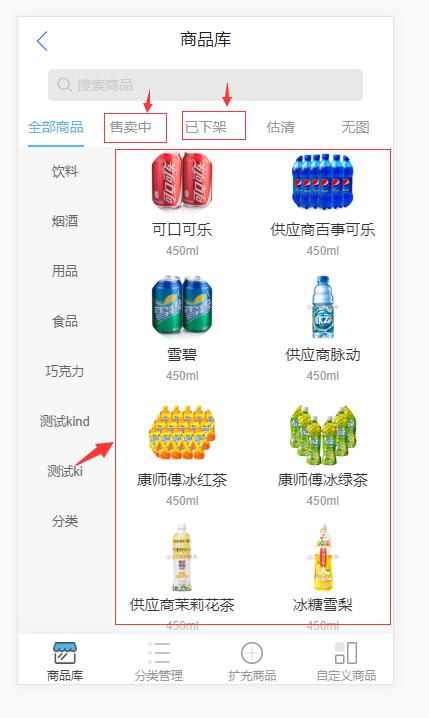 商品库
搜索商品
全部商品 售卖中 已下架 估清 无图
饮料
烟酒
用品
食品
巧克力
测试kind
测试ki
分类
可口可乐 供应商百事可乐
450ml 450ml
雪碧 供应商脉动
450ml 450ml
康师傅冰红茶 康师傅冰绿茶
450ml 450ml
供应商茉莉花茶 冰糖雪梨
450ml 450ml
商品库 分类管理 扩充商品 自定义商品